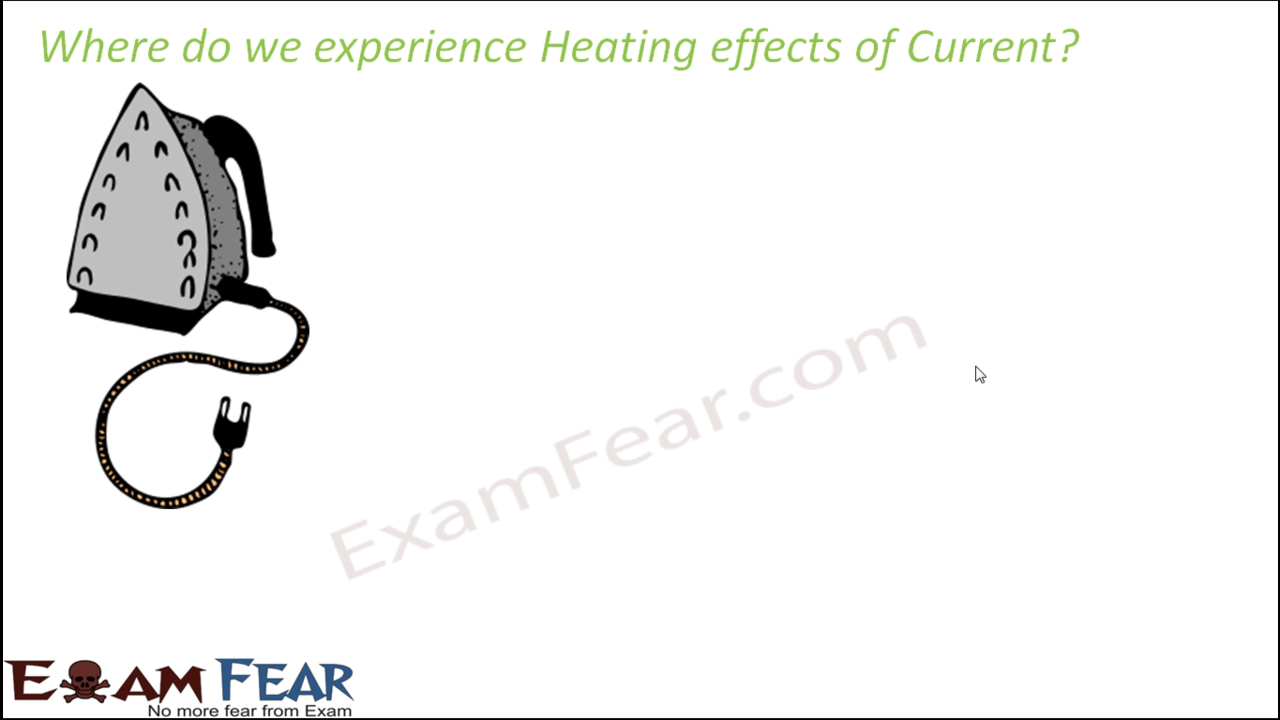 Where do we experience Heating effects of Current?
ExamFear.com
EXAM FEAR
No more fear from Exam